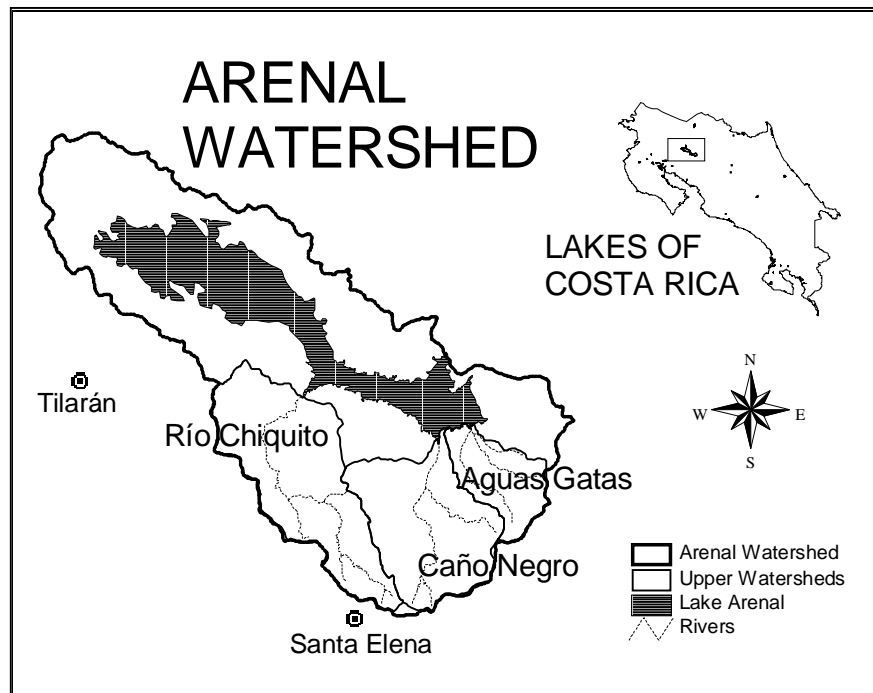 ARENAL
WATERSHED
LAKES OF
COSTA RICA
Tilarán
Río Chiquito
Aguas Gatas
Caño Negro
Santa Elena
N
W
E
S
Arenal Watershed
Upper Watersheds
Lake Arenal
Rivers